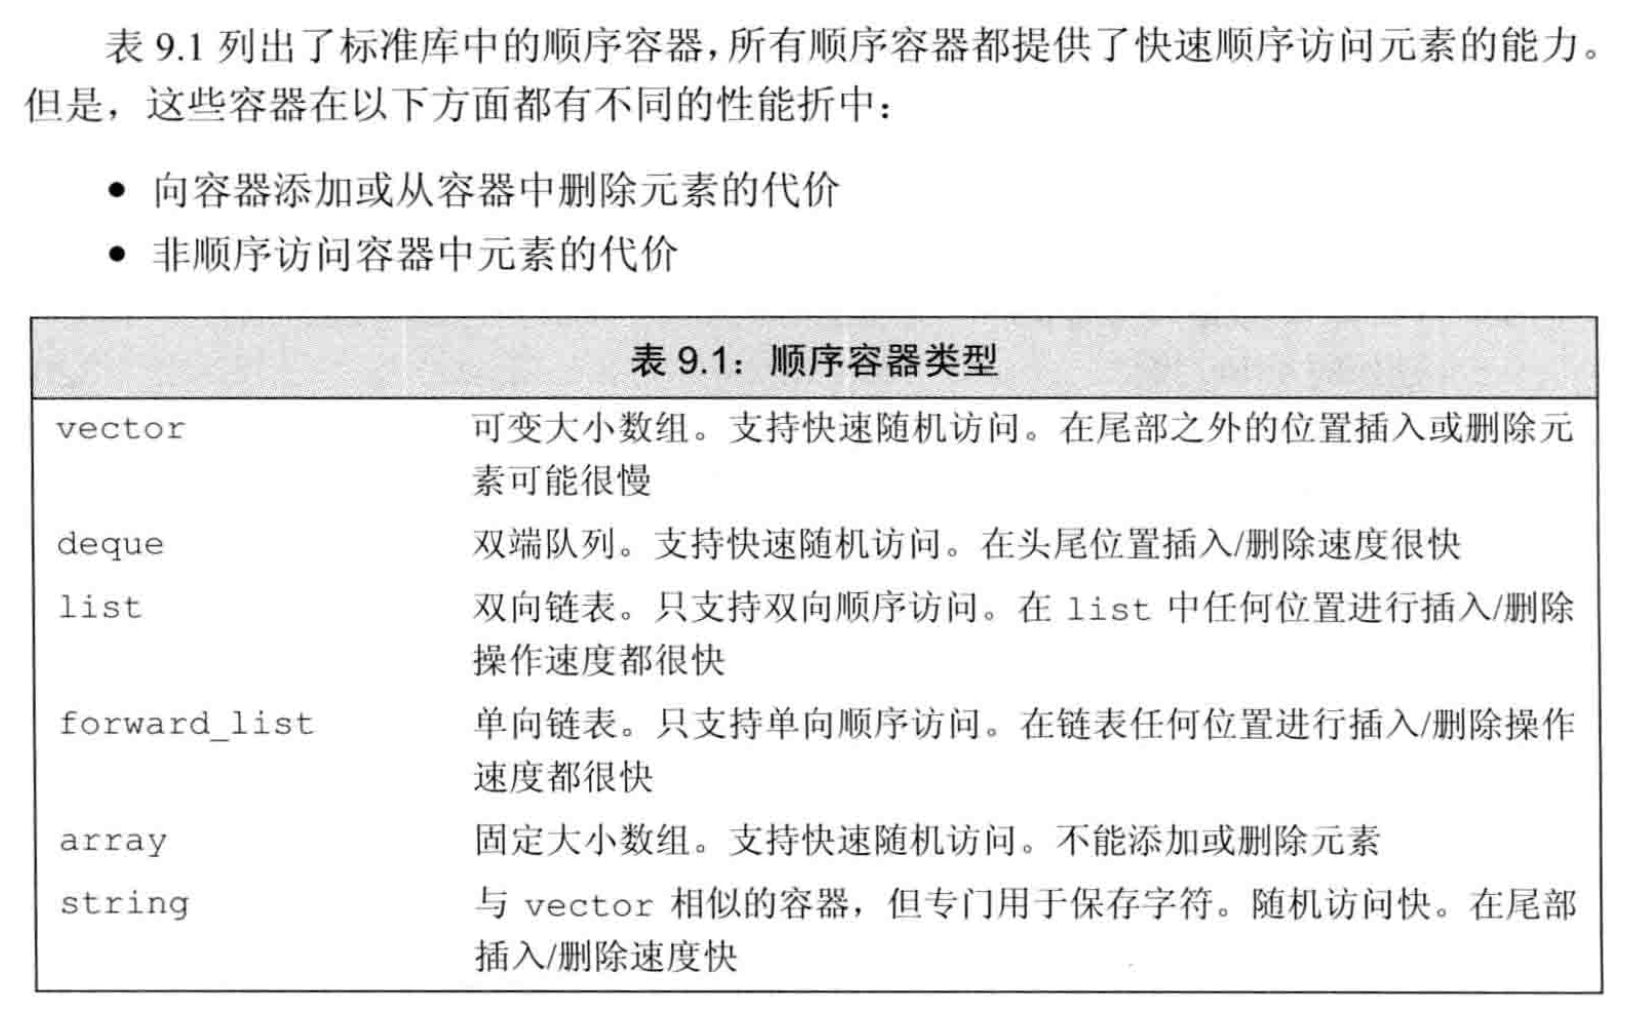 表 9.1 列出了标准库中的顺序容器，所有顺序容器都提供了快速顺序访问元素的能力。
但是，这些容器在以下方面都有不同的性能折中：
● 向容器添加或从容器中删除元素的代价
● 非顺序访问容器中元素的代价
表 9.1：顺序容器类型
vector 可变大小数组。支持快速随机访问。在尾部之外的位置插入或删除元
素可能很慢
deque 双端队列。支持快速随机访问。在头尾位置插入/删除速度很快
list 双向链表。只支持双向顺序访问。在 list 中任何位置进行插入/删除
操作速度都很快
forward_list 单向链表。只支持单向顺序访问。在链表任何位置进行插入/删除操作
速度都很快
array 固定大小数组。支持快速随机访问。不能添加或删除元素
string 与 vector 相似的容器，但专门用于保存字符。随机访问快。在尾部
插入/删除速度快